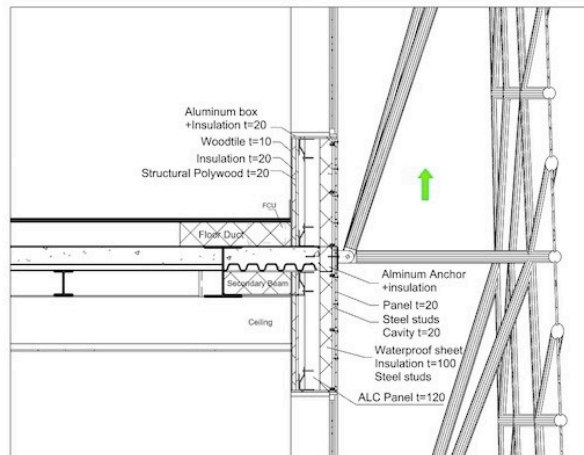 Aluminum box
+Insulation t=20
Woodtile t=10
Insulation t=20
Structural Polywood t=20
FCU
Floor Duct
Secondary Beam
Ceiling
Alminum Anchor
+insulation
Panel t=20
Steel studs
Cavity t=20
Waterproof sheet
Insulation t=100
Steel studs
ALC Panel t=120